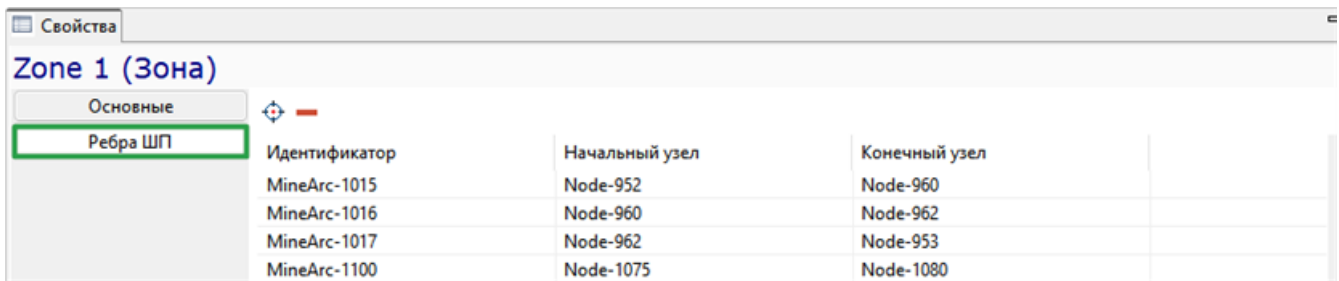 Свойства
Zone 1 (Зона)
Основные
Ребра ШП
Идентификатор Начальный узел Конечный узел
MineArc-1015 Node-952 Node-960
MineArc-1016 Node-960 Node-962
MineArc-1017 Node-962 Node-953
MineArc-1100 Node-1075 Node-1080